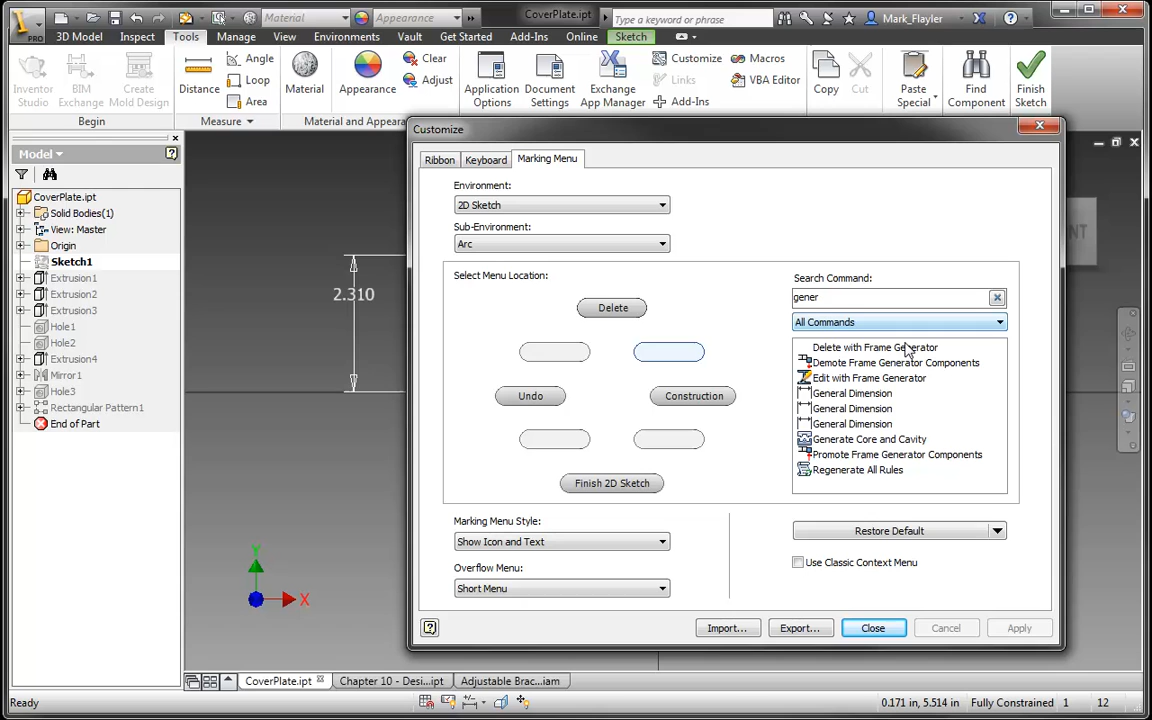 Material
Appearance
CoverPlate.ipt
Type a keyword or phrase
Mark_Flayler
PRO
3D Model
Inspect
Tools
Manage
View
Environments
Vault
Get Started
Add-Ins
Online
Sketch
Inventor Studio
BIM Exchange
Create Mold Design
Distance
Angle
Loop
Area
Material
Appearance
Clear
Adjust
Application Options
Document Settings
Exchange App Manager
Customize
Links
Add-Ins
Macros
VBA Editor
Copy
Cut
Paste Special
Find Component
Finish Sketch
Begin
Measure
Material and Appeara
Model
CoverPlate.ipt
Solid Bodies(1)
View: Master
Origin
Sketch1
Extrusion1
Extrusion2
Extrusion3
Hole1
Hole2
Extrusion4
Mirror1
Hole3
Rectangular Pattern1
End of Part
2.310
Y
X
NT
Customize
Ribbon
Keyboard
Marking Menu
Environment:
2D Sketch
Sub-Environment:
Arc
Select Menu Location:
Delete
Undo
Construction
Finish 2D Sketch
Search Command:
gener
All Commands
Delete with Frame Generator
Demote Frame Generator Components
Edit with Frame Generator
General Dimension
General Dimension
General Dimension
Generate Core and Cavity
Promote Frame Generator Components
Regenerate All Rules
Marking Menu Style:
Show Icon and Text
Overflow Menu:
Short Menu
Restore Default
Use Classic Context Menu
Import...
Export...
Close
Cancel
Apply
CoverPlate.ipt
Chapter 10 - Desi...ipt
Adjustable Brac...iam
Ready
0.171 in, 5.514 in
Fully Constrained
1
12